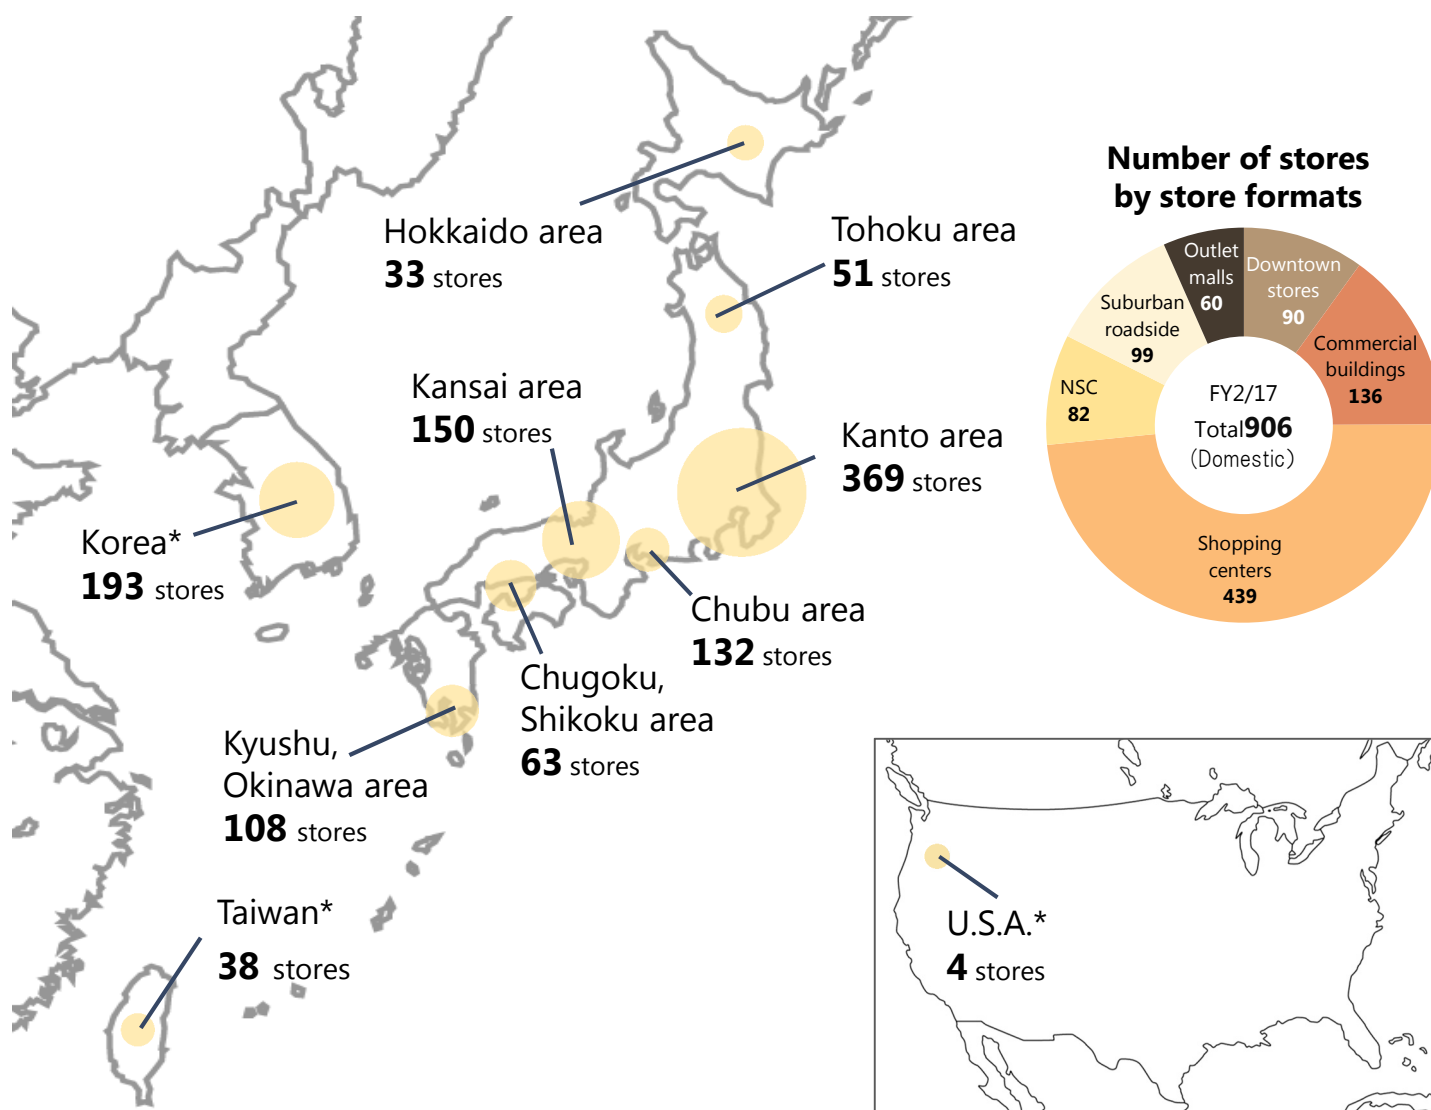 Hokkaido area
33 stores
Tohoku area
51 stores
Kansai area
150 stores
Kanto area
369 stores
Korea*
193 stores
Chubu area
132 stores
Chugoku,
Shikoku area
63 stores
Kyushu,
Okinawa area
108 stores
Taiwan*
38 stores
Number of stores
by store formats
Outlet
malls
60
Downtown
stores
90
Suburban
roadside
99
Commercial
buildings
136
NSC
82
FY2/17
Total906
(Domestic)
Shopping
centers
439
U.S.A.*
4 stores